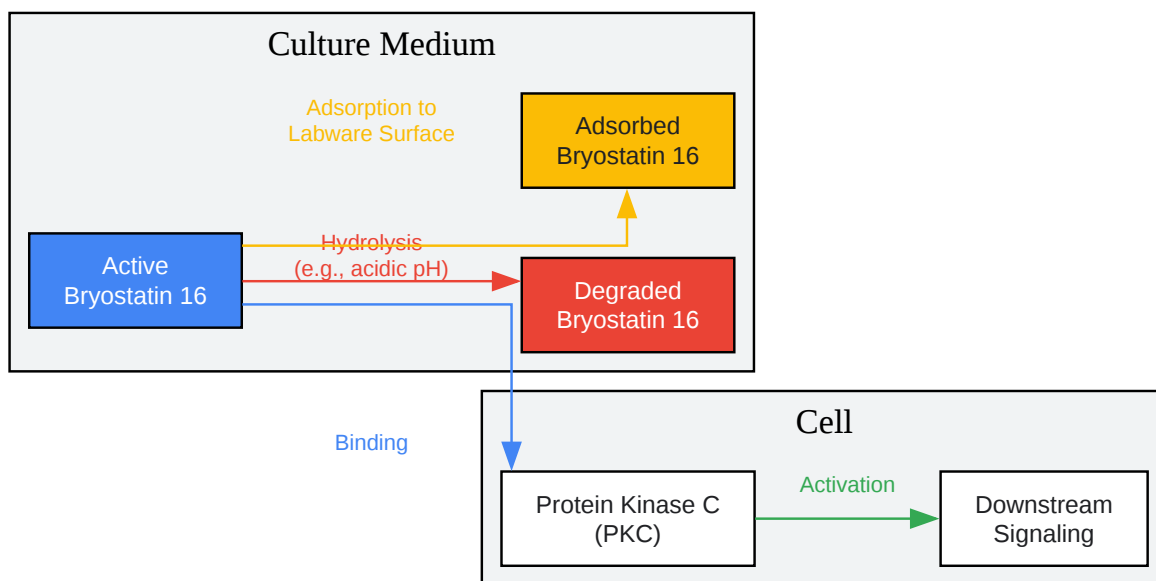 Culture Medium
Adsorption to
Labware Surface
Adsorbed
Bryostatin 16
Active
Bryostatin 16
Hydrolysis
(e.g., acidic pH)
Degraded
Bryostatin 16
Cell
Binding
Protein Kinase C
(PKC)
Activation
Downstream
Signaling